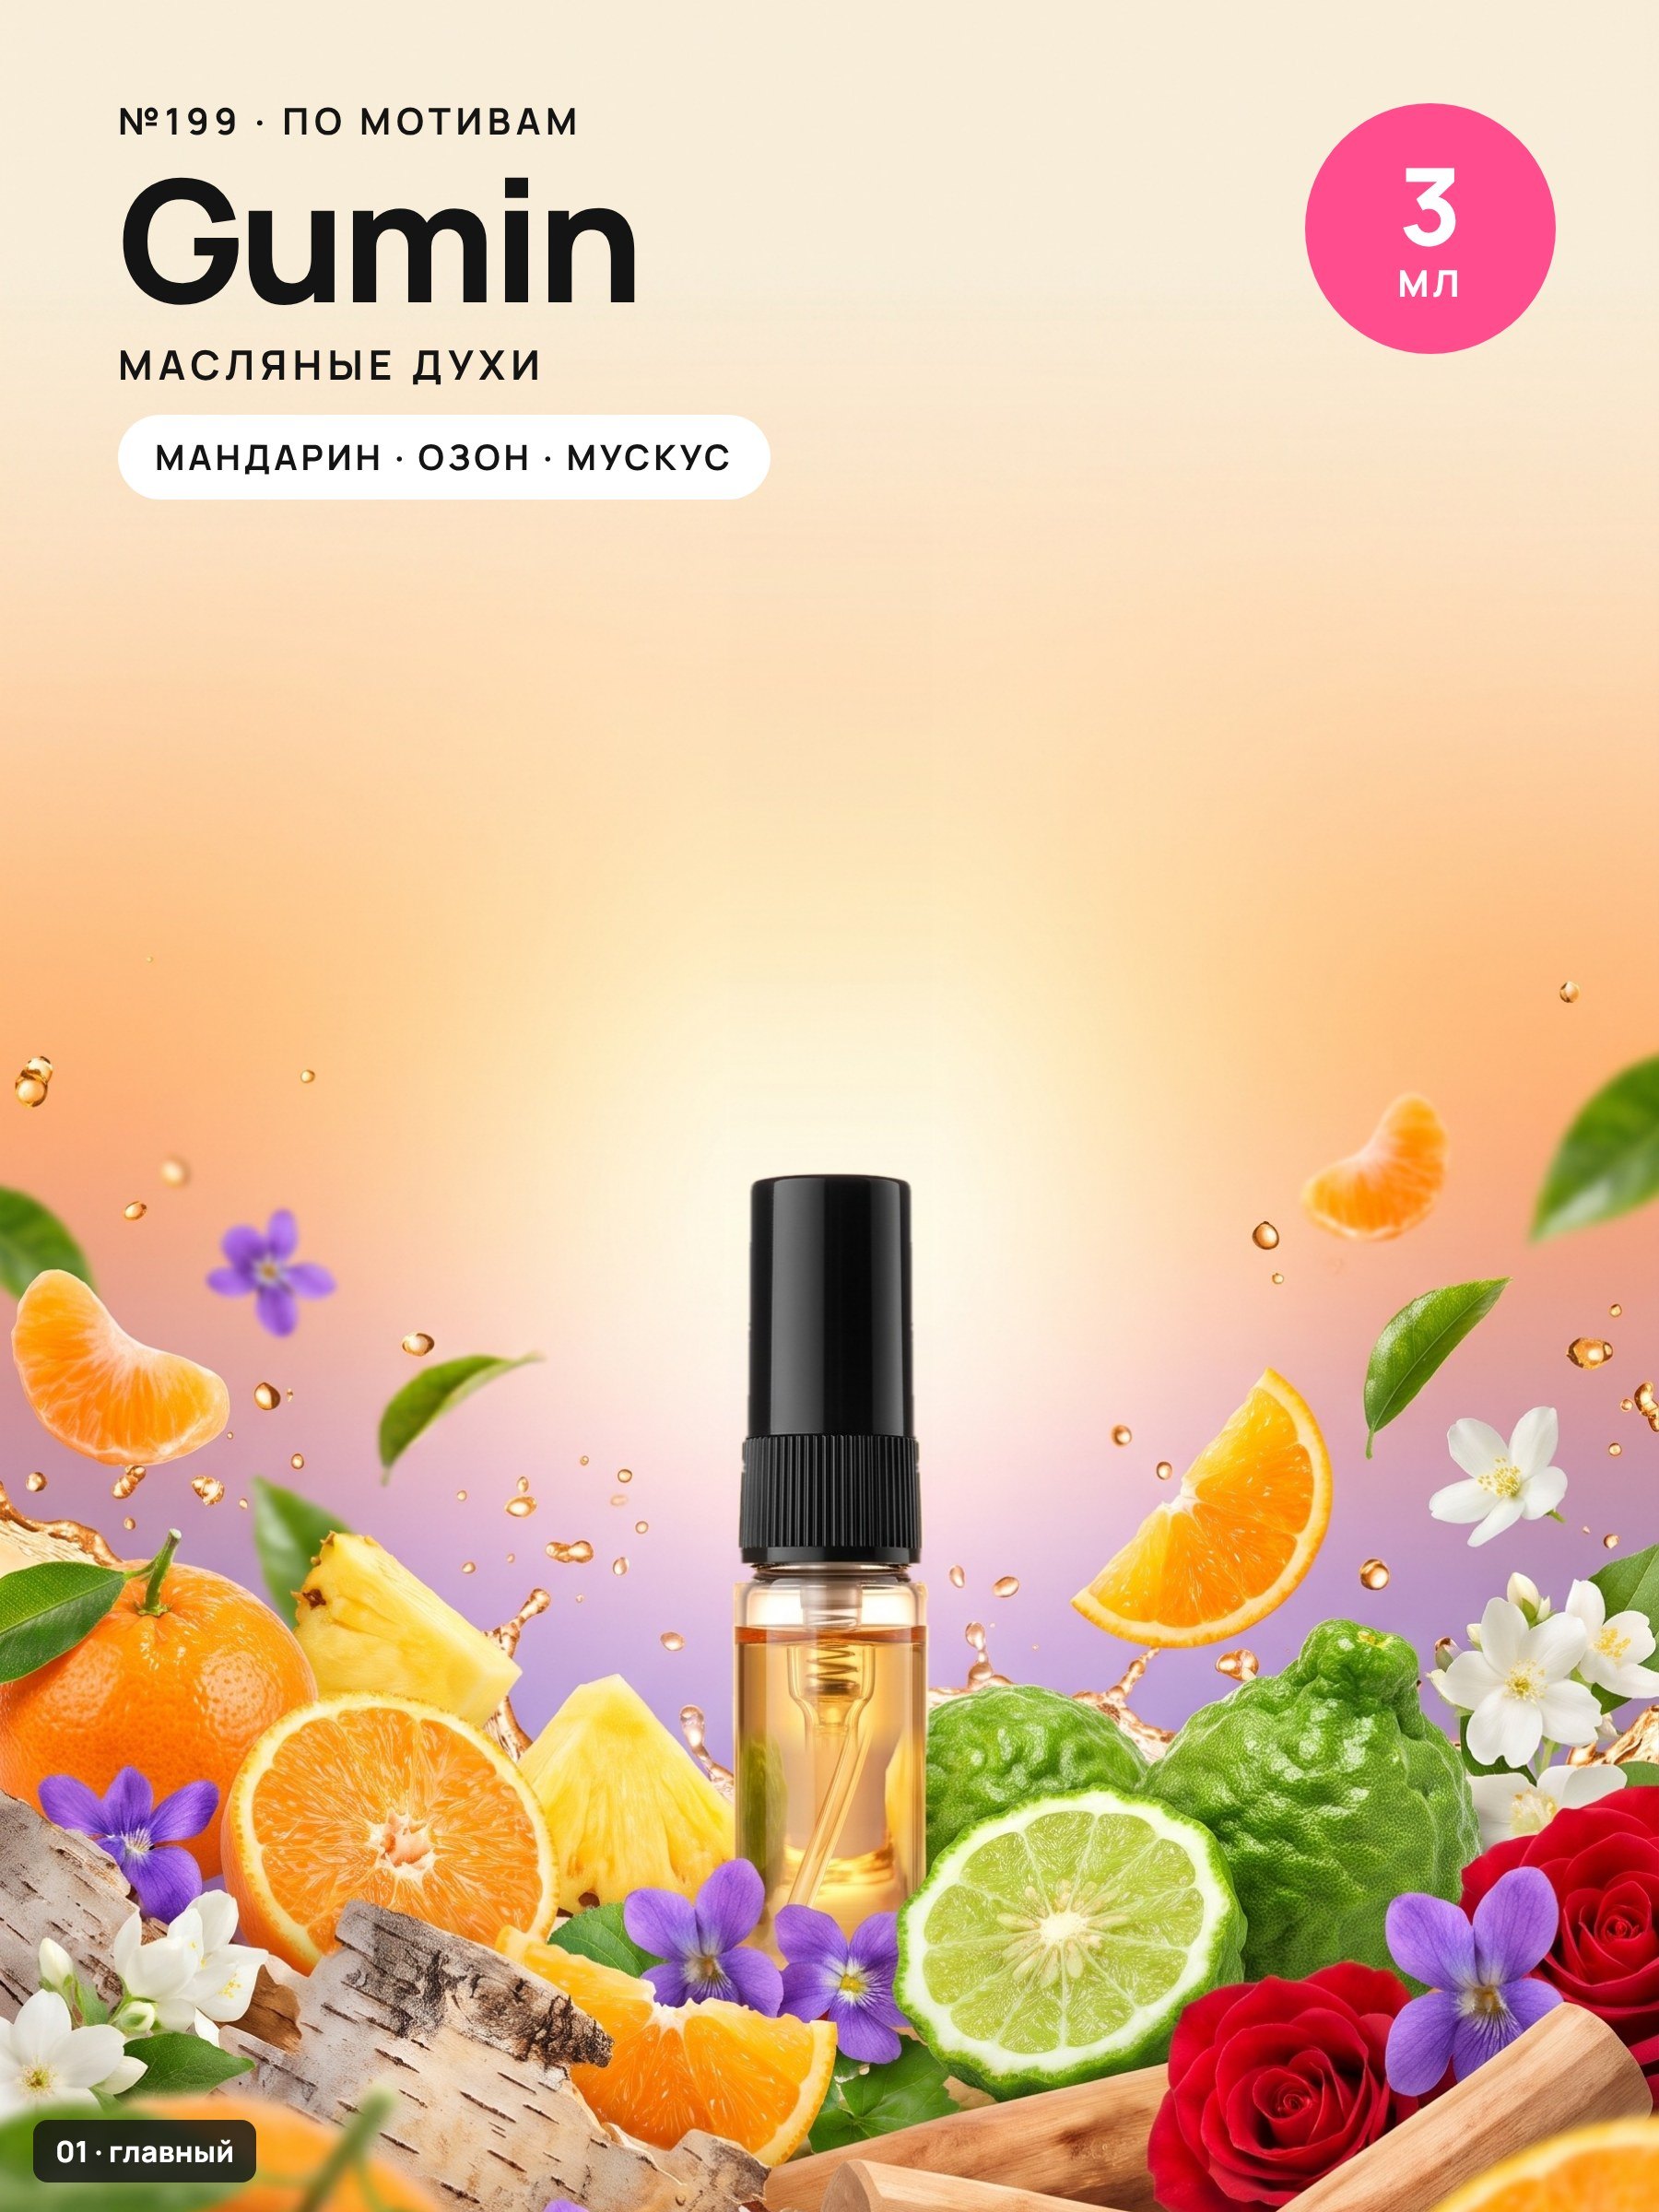 №199 · ПО МОТИВАМ
Gumin
МАСЛЯНЫЕ ДУХИ
МАНДАРИН · ОЗОН · МУСКУС
3
МЛ
01 · главный